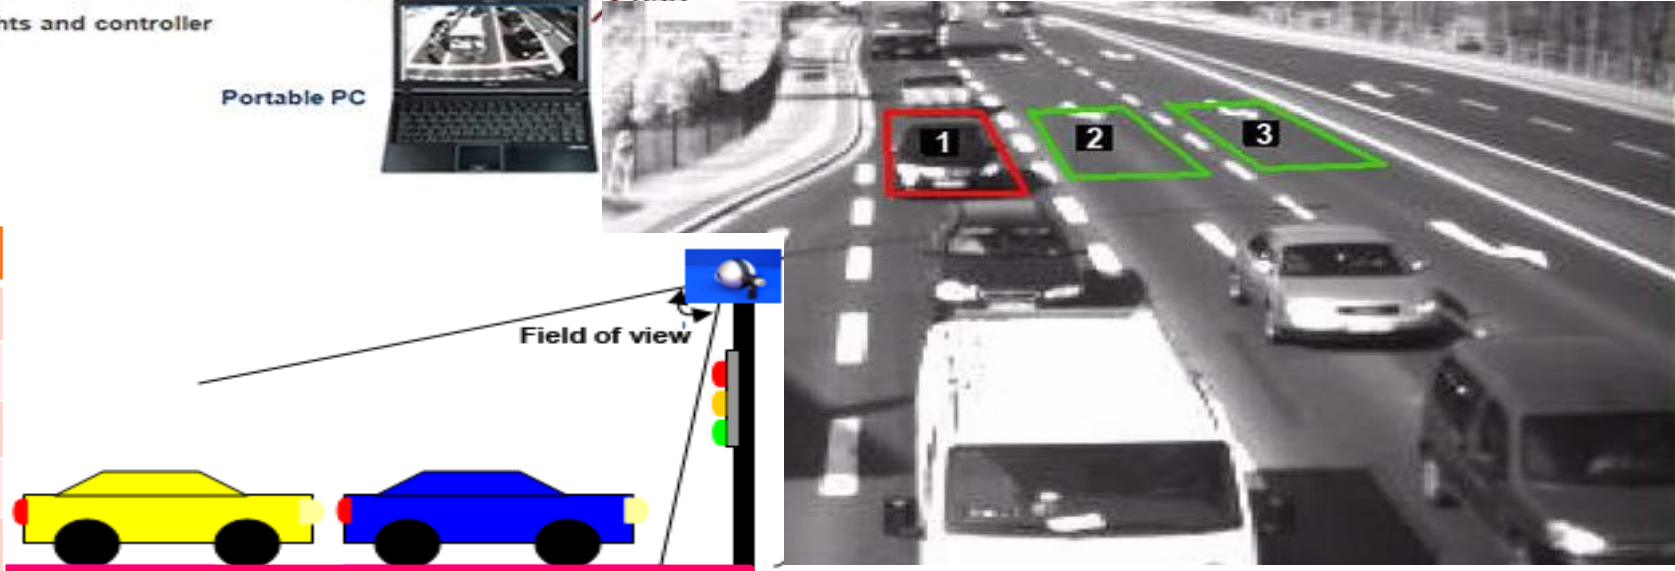 nts and controller
Portable PC
1
2
3
Field of view